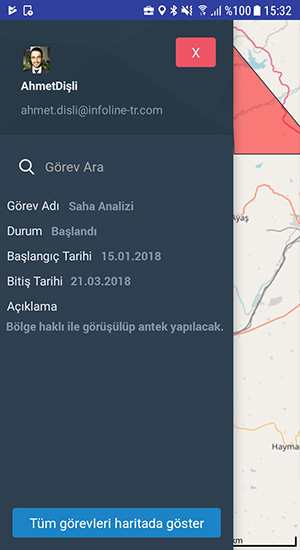 %100 15:32
X
AhmetDişli
ahmet.disli@infoline-tr.com
Görev Ara
Görev Adı Saha Analizi
Durum Başlandı
Başlangıç Tarihi 15.01.2018
Bitiş Tarihi 21.03.2018
Açıklama
Bölge haklı ile görüşülüp antek yapılacak.
Tüm görevleri haritada göster
Ayaş
Hayma
km